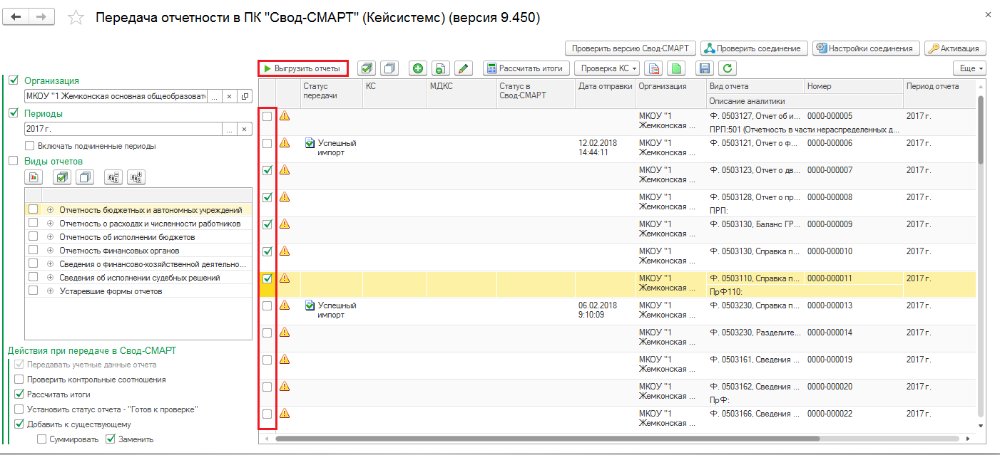 Передача отчетности в ПК "Свод-СМАРТ" (Кейсистемс) (версия 9.450)
Проверить версию Свод-СМАРТ
Проверить соединение
Настройки соединения
Активация
Выгрузить отчеты
Рассчитать итоги
Проверка КС
Еще
Организация
МКОУ "1 Жемконская основная общеобразоват
...
Периоды
2017 г.
...
Включать подчиненные периоды
Виды отчетов
Отчетность бюджетных и автономных учреждений
Отчетность о расходах и численности работников
Отчетность об исполнении бюджетов
Отчетность финансовых органов
Сведения о финансово-хозяйственной деятельно...
Сведения об исполнении судебных решений
Устаревшие формы отчетов
Действия при передаче в Свод-СМАРТ
Передавать учетные данные отчета
Проверить контрольные соотношения
Рассчитать итоги
Установить статус отчета - "Готов к проверке"
Добавить к существующему
Суммировать Заменить
Статус передачи КС МДКС Статус в Свод-СМАРТ Дата отправки Организация Вид отчета Номер Период отчета
Описание аналитики
МКОУ "1 Ф. 0503127, Отчет об и... 0000-000005 2017 г.
Жемконская ... ПРП:501 (Отчетность в части нераспределенных д...
Успешный 12.02.2018 МКОУ "1 Ф. 0503121, Отчет о ф... 0000-000006 2017 г.
импорт 14:44:11 Жемконская ...
МКОУ "1 Ф. 0503123, Отчет о дв... 0000-000007 2017 г.
Жемконская ...
МКОУ "1 Ф. 0503128, Отчет о пр... 0000-000008 2017 г.
Жемконская ... ПРП:
МКОУ "1 Ф. 0503130, Баланс ГР... 0000-000009 2017 г.
Жемконская ...
МКОУ "1 Ф. 0503130, Справка п... 0000-000010 2017 г.
Жемконская ...
МКОУ "1 Ф. 0503110, Справка п... 0000-000011 2017 г.
Жемконская ... ПрФ110:
Успешный 06.02.2018 МКОУ "1 Ф. 0503230, Справка п... 0000-000013 2017 г.
импорт 9:10:09 Жемконская ...
МКОУ "1 Ф. 0503230, Разделите... 0000-000014 2017 г.
Жемконская ...
МКОУ "1 Ф. 0503161, Сведения ... 0000-000019 2017 г.
Жемконская ...
МКОУ "1 Ф. 0503162, Сведения ... 0000-000020 2017 г.
Жемконская ... ПрФ:
МКОУ "1 Ф. 0503166, Сведения ... 0000-000022 2017 г.
Жемконская ...